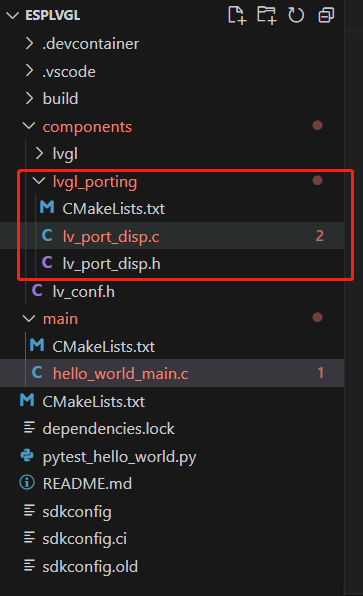 ESPLVGL
.devcontainer
.vscode
build
components
lvgl
lvgl_porting
CMakeLists.txt
lv_port_disp.c 2
lv_port_disp.h
lv_conf.h
main
CMakeLists.txt
hello_world_main.c 1
CMakeLists.txt
dependencies.lock
pytest_hello_world.py
README.md
sdkconfig
sdkconfig.ci
sdkconfig.old